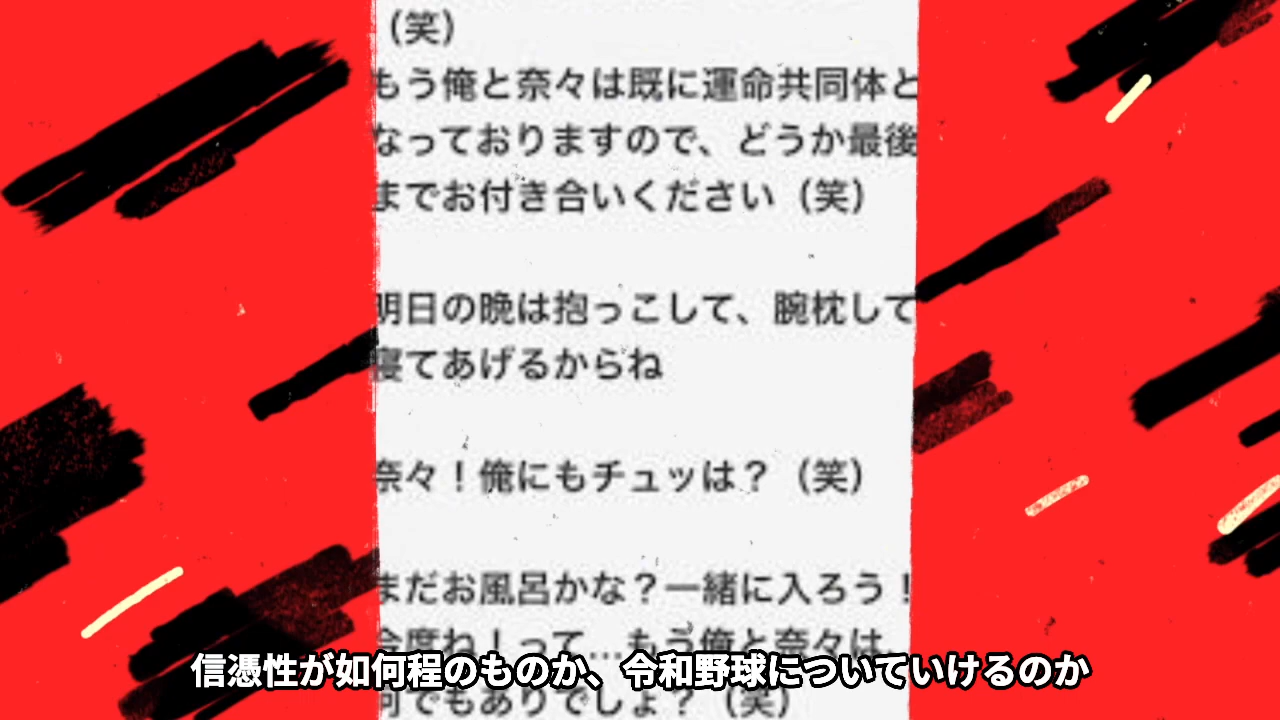 （笑）
もう俺と奈々は既に運命共同体と
なっておりますので、どうか最後
までお付き合いください（笑）
明日の晩は抱っこして、腕枕して
寝てあげるからね
奈々！俺にもチュッは？（笑）
まだお風呂かな？一緒に入ろう！
今度ね！って…もう俺と奈々は
何でもありでしょ？（笑）
信憑性が如何程のものか、令和野球についていけるのか